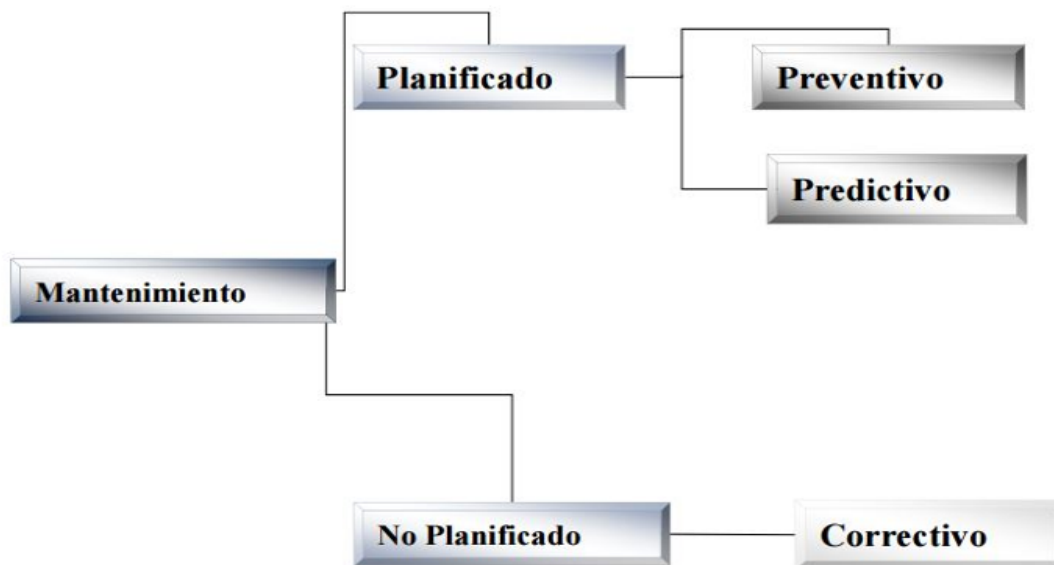 Planificado
Preventivo
Predictivo
Mantenimiento
No Planificado
Correctivo